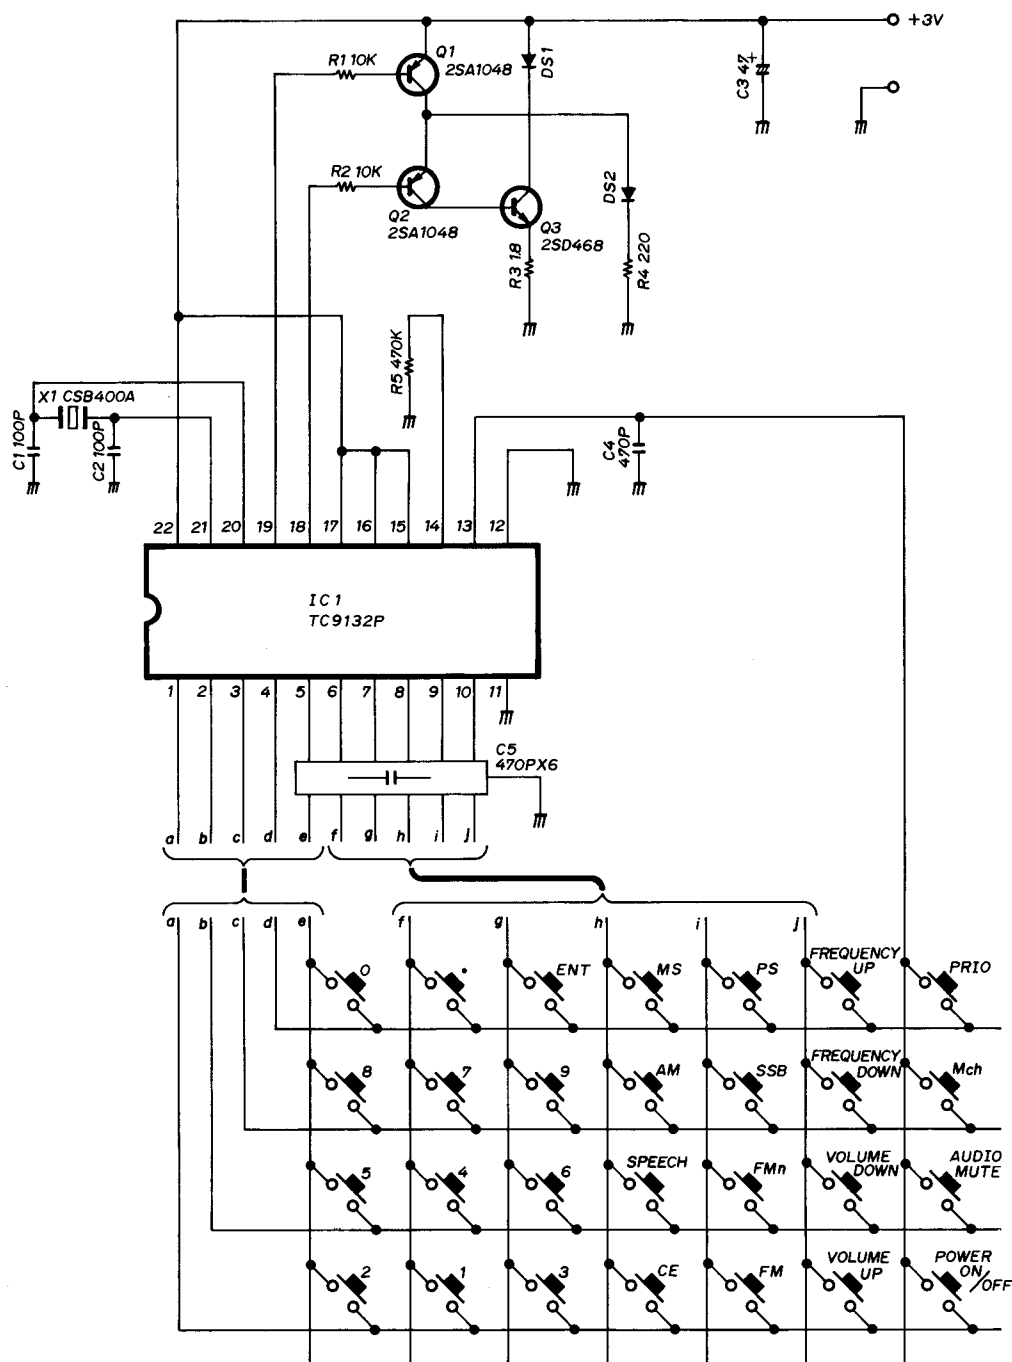 +3V
R1 10K
Q1
2SA1048
DS1
C3 47
+
R2 10K
Q2
2SA1048
Q3
2SD468
DS2
R3 1.8
R4 220
R5 470K
X1 CSB400A
C1 100P
C2 100P
C4
470P
22 21 20 19 18 17 16 15 14 13 12
IC1
TC9132P
1 2 3 4 5 6 7 8 9 10 11
C5
470PX6
a b c d e f g h i j
a b c d e f g h i j
0 . ENT MS PS FREQUENCY UP PRIO
8 7 9 AM SSB FREQUENCY DOWN Mch
5 4 6 SPEECH FMn VOLUME DOWN AUDIO MUTE
2 1 3 CE FM VOLUME UP POWER ON/OFF